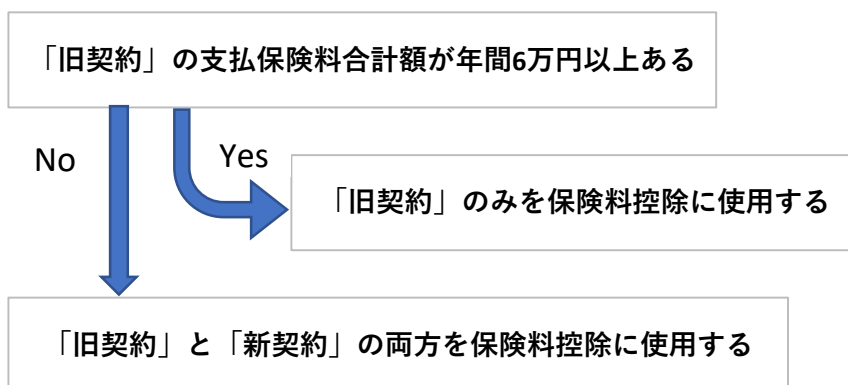 「旧契約」の支払保険料合計額が年間6万円以上ある
No
Yes
「旧契約」のみを保険料控除に使用する
「旧契約」と「新契約」の両方を保険料控除に使用する